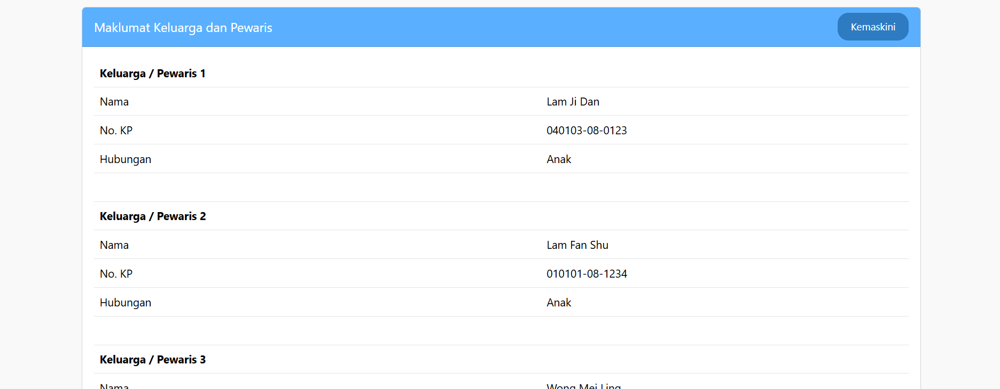 Maklumat Keluarga dan Pewaris
Kemaskini
Keluarga / Pewaris 1
Nama Lam Ji Dan
No. KP 040103-08-0123
Hubungan Anak
Keluarga / Pewaris 2
Nama Lam Fan Shu
No. KP 010101-08-1234
Hubungan Anak
Keluarga / Pewaris 3
Nama Wong Mei Ling